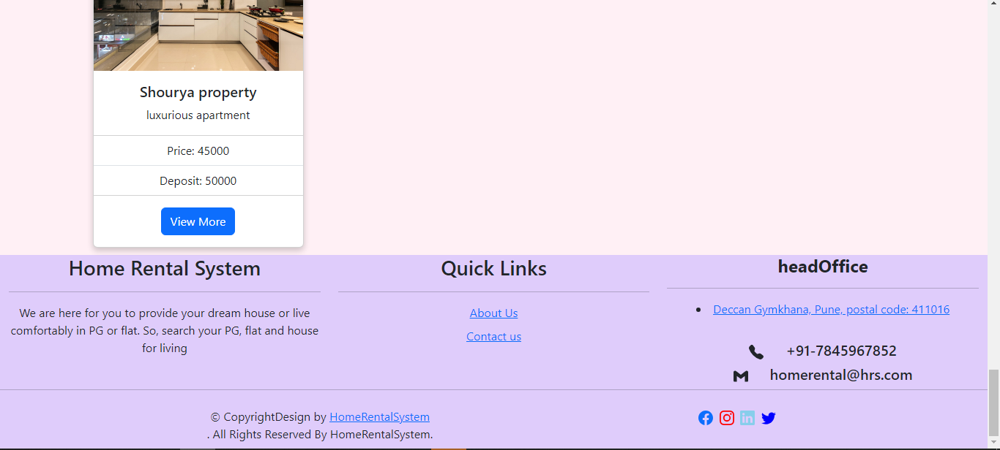 Shourya property
luxurious apartment
Price: 45000
Deposit: 50000
View More
Home Rental System
We are here for you to provide your dream house or live
comfortably in PG or flat. So, search your PG, flat and house
for living
Quick Links
About Us
Contact us
headOffice
Deccan Gymkhana, Pune, postal code: 411016
+91-7845967852
homerental@hrs.com
© CopyrightDesign by HomeRentalSystem
. All Rights Reserved By HomeRentalSystem.